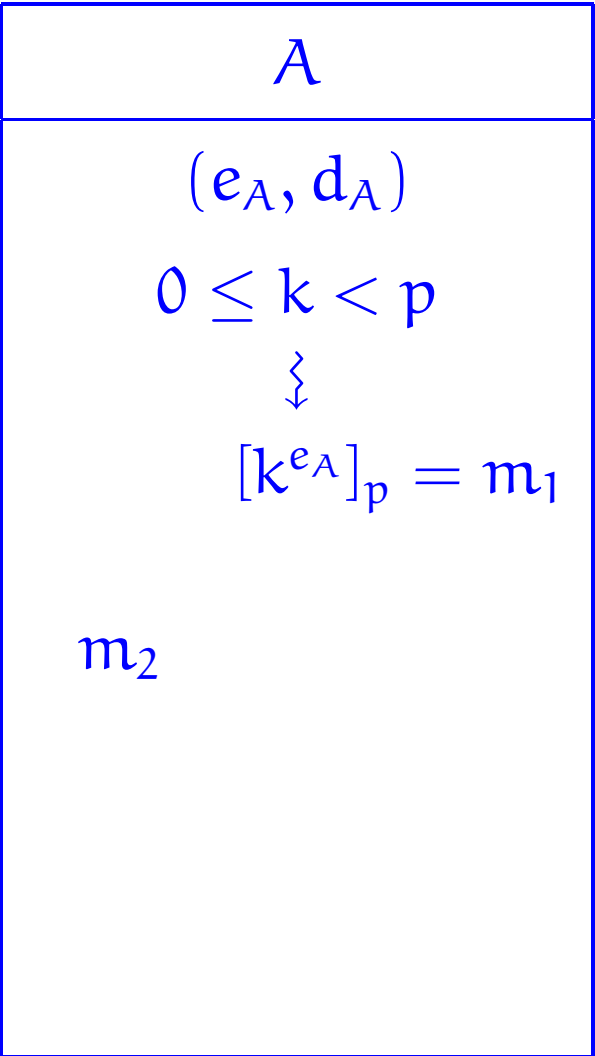 A
(e_A, d_A)
0 ≤ k < p
[k^{e_A}]_p = m_1
m_2